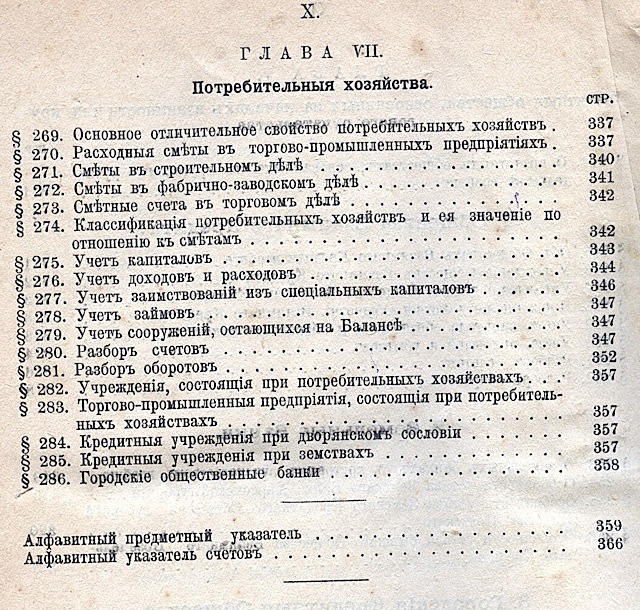 X.
ГЛАВА VII.
Потребительныя хозяйства.
СТР.
§ 269. Основное отличительное свойство потребительныхъ хозяйствъ . 337
§ 270. Расходныя смѣты въ торгово-промышленныхъ предпріятіяхъ . 337
§ 271. Смѣты въ строительномъ дѣлѣ . . . . . . . . . . . . . . . 340
§ 272. Смѣты въ фабрично-заводскомъ дѣлѣ . . . . . . . . . . . . 341
§ 273. Смѣтные счета въ торговомъ дѣлѣ . . . . . . . . . . . . . 342
§ 274. Классификація потребительныхъ хозяйствъ и ея значеніе по
отношенію къ смѣтамъ . . . . . . . . . . . . . . . . . . 342
§ 275. Учетъ капиталовъ . . . . . . . . . . . . . . . . . . . . 343
§ 276. Учетъ доходовъ и расходовъ . . . . . . . . . . . . . . . 344
§ 277. Учетъ заимствованій изъ спеціальныхъ капиталовъ . . . . . 346
§ 278. Учетъ займовъ . . . . . . . . . . . . . . . . . . . . . 347
§ 279. Учетъ сооруженій, остающихся на Балансѣ . . . . . . . . . 347
§ 280. Разборъ счетовъ . . . . . . . . . . . . . . . . . . . . 347
§ 281. Разборъ оборотовъ . . . . . . . . . . . . . . . . . . . 352
§ 282. Учрежденія, состоящія при потребительныхъ хозяйствахъ . . . 357
§ 283. Торгово-промышленныя предпріятія, состоящія при потребитель-
ныхъ хозяйствахъ . . . . . . . . . . . . . . . . . . . . 357
§ 284. Кредитныя учрежденія при дворянскомъ сословіи . . . . . . 357
§ 285. Кредитныя учрежденія при земствахъ . . . . . . . . . . . 357
§ 286. Городскіе общественные банки . . . . . . . . . . . . . . 358
Алфавитный предметный указатель . . . . . . . . . . . . . . . 359
Алфавитный указатель счетовъ . . . . . . . . . . . . . . . . 366